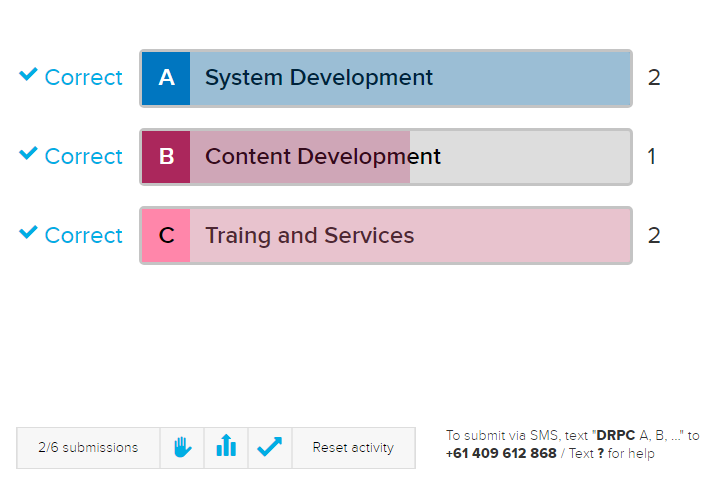 Correct A System Development 2
Correct B Content Development 1
Correct C Traing and Services 2
2/6 submissions Reset activity
To submit via SMS, text "DRPC A, B, ..." to
+61 409 612 868 / Text ? for help